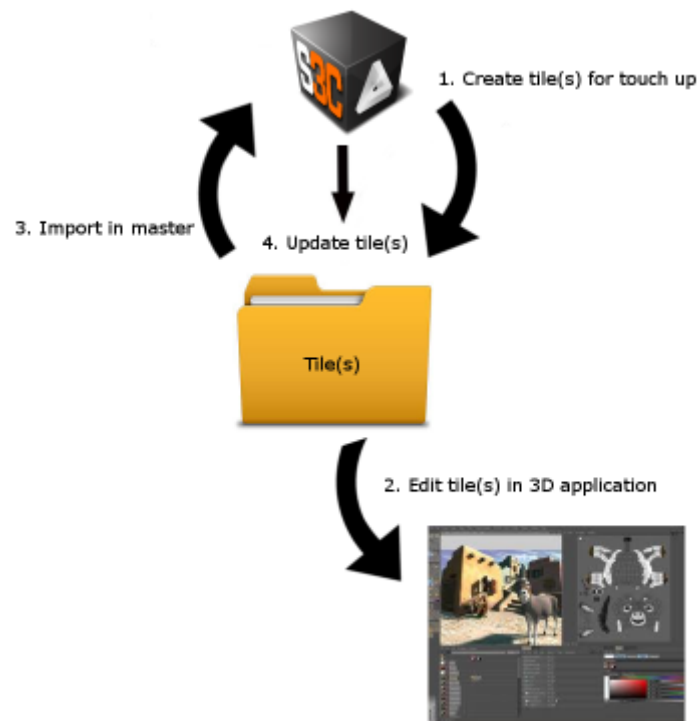 S3C
1. Create tile(s) for touch up
3. Import in master
4. Update tile(s)
Tile(s)
2. Edit tile(s) in 3D application